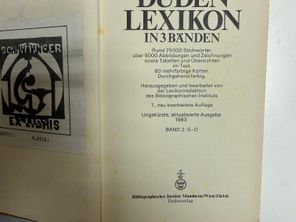 SCHMITTINGER
EX LIBRIS
KLASSE:
DUDEN
LEXIKON
IN 3 BÄNDEN
Rund 75000 Stichwörter,
über 5000 Abbildungen und Zeichnungen
sowie Tabellen und Übersichten
im Text.
60 mehrfarbige Karten.
Durchgehend farbig.
Herausgegeben und bearbeitet von
der Lexikonredaktion
des Bibliographischen Instituts
7., neu bearbeitete Auflage
Ungekürzte, aktualisierte Ausgabe
1983
BAND 2: G-O
Bibliographisches Institut Mannheim/Wien/Zürich
Dudenverlag